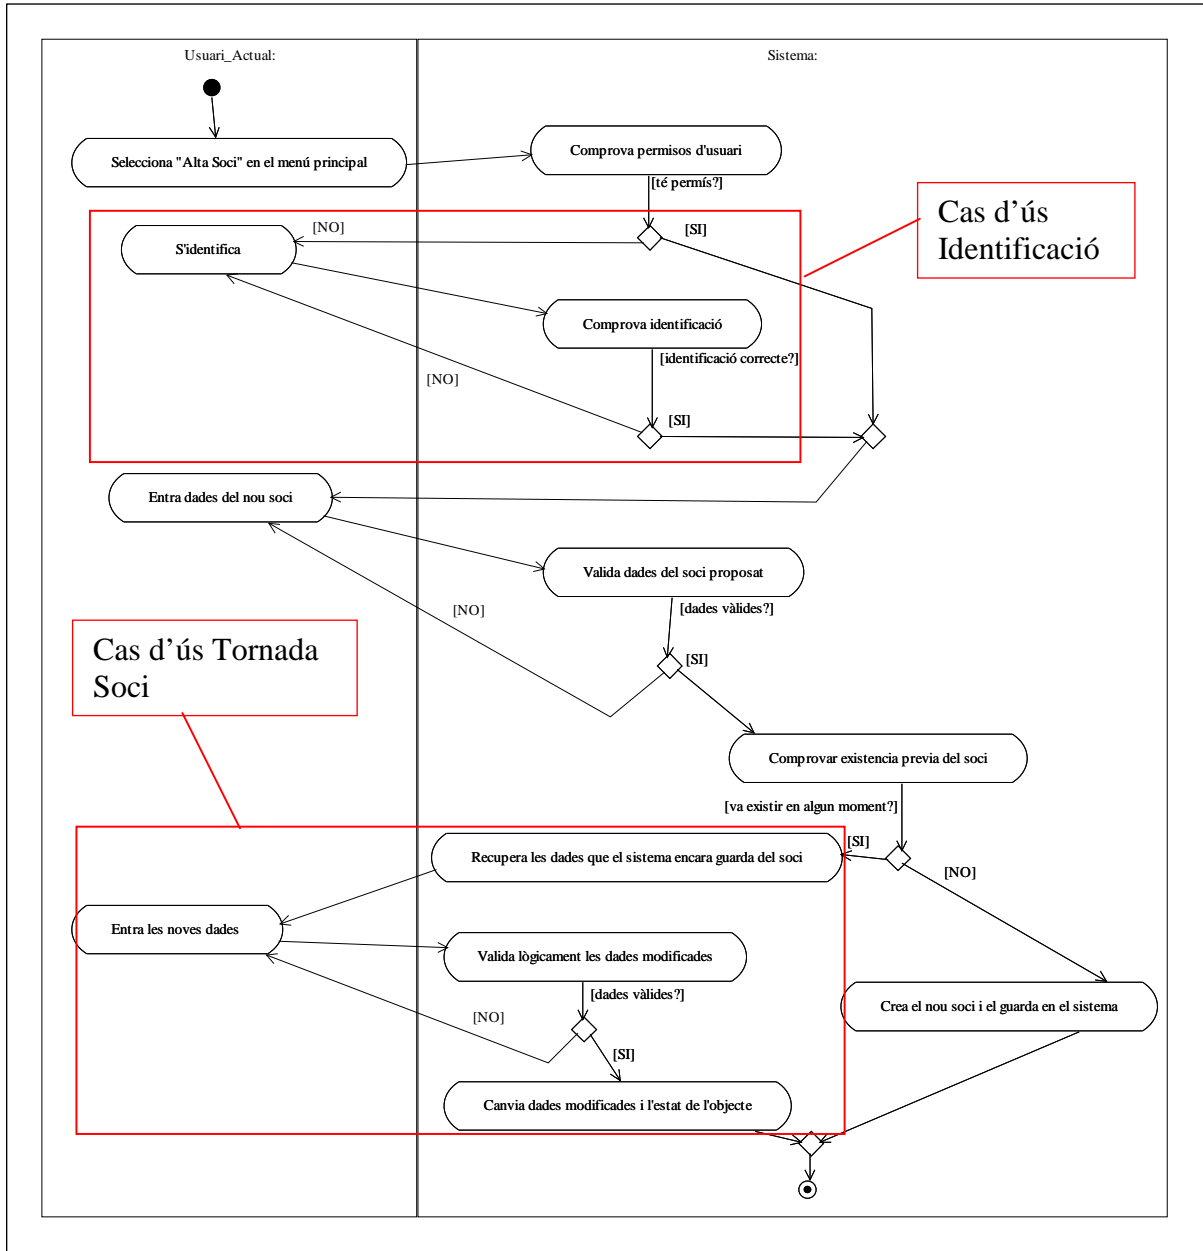 Usuari_Actual:
Sistema:
Selecciona "Alta Soci" en el menú principal
Comprova permisos d'usuari
[té permís?]
[NO]
[SI]
Cas d'ús
Identificació
S'identifica
Comprova identificació
[identificació correcte?]
[NO]
[SI]
Entra dades del nou soci
Valida dades del soci proposat
[NO]
[dades vàlides?]
[SI]
Cas d'ús Tornada
Soci
Comprovar existencia previa del soci
[va existir en algun moment?]
[SI]
[NO]
Recupera les dades que el sistema encara guarda del soci
Entra les noves dades
Valida lògicament les dades modificades
[dades vàlides?]
[NO]
[SI]
Crea el nou soci i el guarda en el sistema
Canvia dades modificades i l'estat de l'objecte